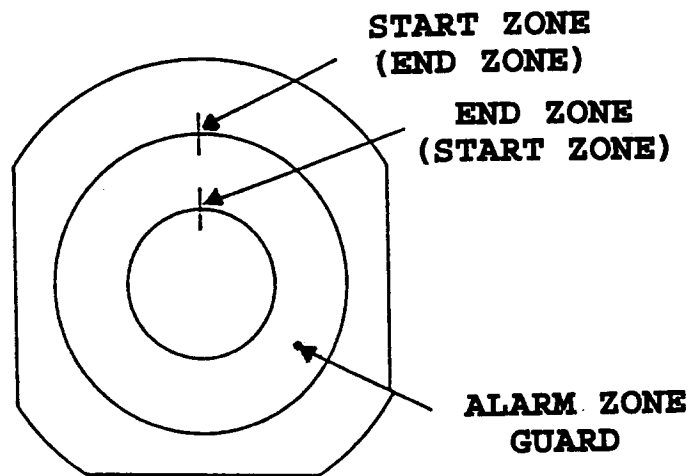 START ZONE
(END ZONE)
END ZONE
(START ZONE)
ALARM ZONE
GUARD